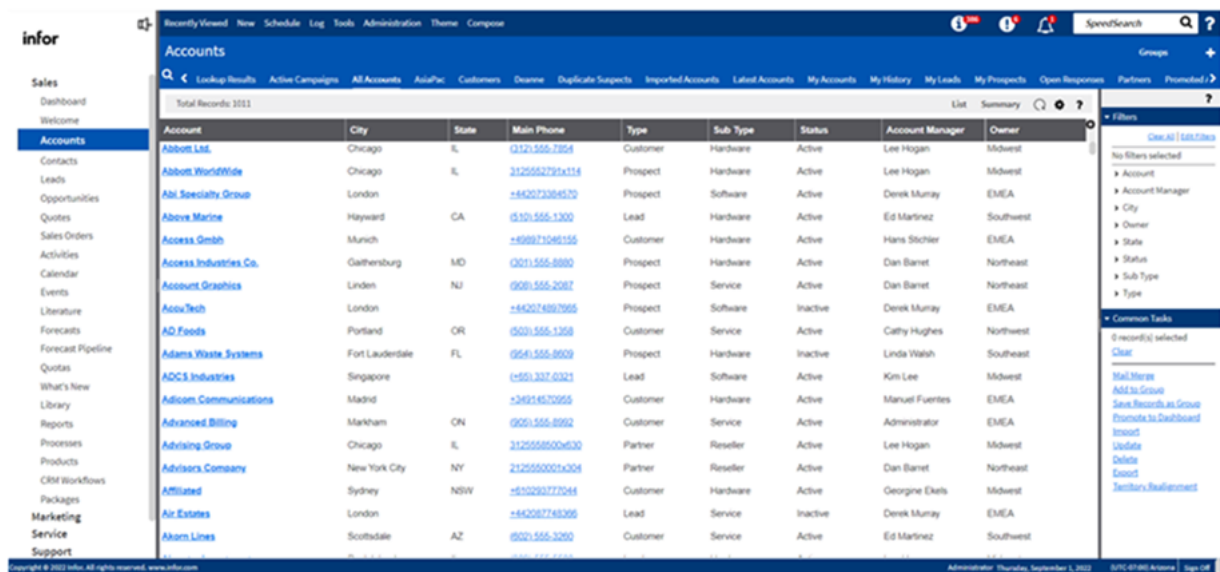 infor
Recently Viewed New Schedule Log Tools Administration Theme Compose
SpeedSearch
?
Accounts
Groups +
Lookup Results Active Campaigns All Accounts AsiaPac Customers Deanne Duplicate Suspects Imported Accounts Latest Accounts My Accounts My History My Leads My Prospects Open Responses Partners Promoted
Total Records: 1011 List Summary ?
Sales
Dashboard
Welcome
Accounts
Contacts
Leads
Opportunities
Quotes
Sales Orders
Activities
Calendar
Events
Literature
Forecasts
Forecast Pipeline
Quotas
What's New
Library
Reports
Processes
Products
CRM Workflows
Packages
Marketing
Service
Support
Account City State Main Phone Type Sub Type Status Account Manager Owner
Abbott Ltd. Chicago IL (312) 555-7854 Customer Hardware Active Lee Hogan Midwest
Abbott WorldWide Chicago IL 3125552791x114 Prospect Hardware Active Lee Hogan Midwest
Abi Specialty Group London +442073384570 Prospect Software Active Derek Murray EMEA
Above Marine Hayward CA (510) 555-1300 Lead Hardware Active Ed Martinez Southwest
Access Gmbh Munich +498971046155 Customer Hardware Active Hans Stichler EMEA
Access Industries Co. Gaithersburg MD (301) 555-8880 Prospect Hardware Active Dan Barret Northeast
Account Graphics Linden NJ (908) 555-2087 Prospect Service Active Dan Barret Northeast
AccuTech London +442074897665 Prospect Software Inactive Derek Murray EMEA
AD Foods Portland OR (503) 555-1358 Customer Service Active Cathy Hughes Northwest
Adams Waste Systems Fort Lauderdale FL (954) 555-8609 Prospect Hardware Inactive Linda Walsh Southeast
ADCS Industries Singapore (+65) 337-0321 Lead Software Active Kim Lee Midwest
Adicom Communications Madrid +34914570955 Customer Hardware Active Manuel Fuentes EMEA
Advanced Billing Markham ON (905) 555-8992 Customer Service Active Administrator EMEA
Advising Group Chicago IL 3125558500x630 Partner Reseller Active Lee Hogan Midwest
Advisors Company New York City NY 2125550001x304 Partner Reseller Active Dan Barret Northeast
Affiliated Sydney NSW +610293777044 Customer Hardware Active Georgine Ekels Midwest
Air Estates London +442087748366 Lead Service Inactive Derek Murray EMEA
Akorn Lines Scottsdale AZ (602) 555-3260 Customer Service Active Ed Martinez Southwest
?
Filters
Clear All | Edit Filters
No filters selected
Account
Account Manager
City
Owner
State
Status
Sub Type
Type
Common Tasks
0 record(s) selected
Clear
Mail Merge
Add to Group
Save Records as Group
Promote to Dashboard
Import
Update
Delete
Export
Territory Realignment
Copyright © 2022 Infor. All rights reserved. www.infor.com Administrator Thursday, September 1, 2022 (UTC-07:00) Arizona Sign Off